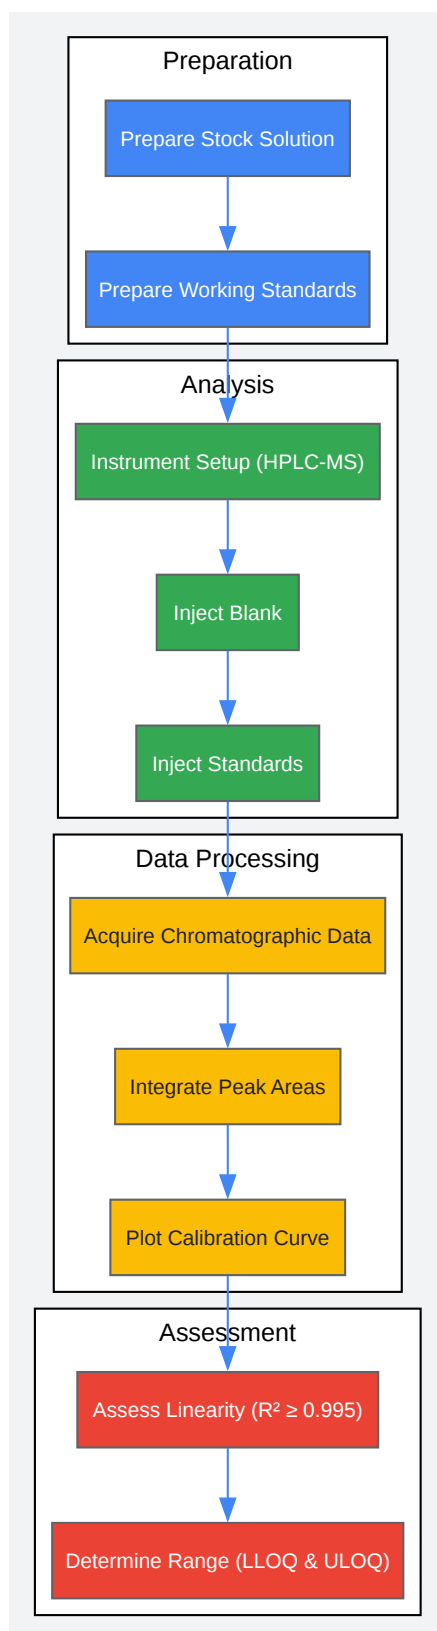 Preparation
Prepare Stock Solution
Prepare Working Standards
Analysis
Instrument Setup (HPLC-MS)
Inject Blank
Inject Standards
Data Processing
Acquire Chromatographic Data
Integrate Peak Areas
Plot Calibration Curve
Assessment
Assess Linearity (R² ≥ 0.995)
Determine Range (LLOQ & ULOQ)